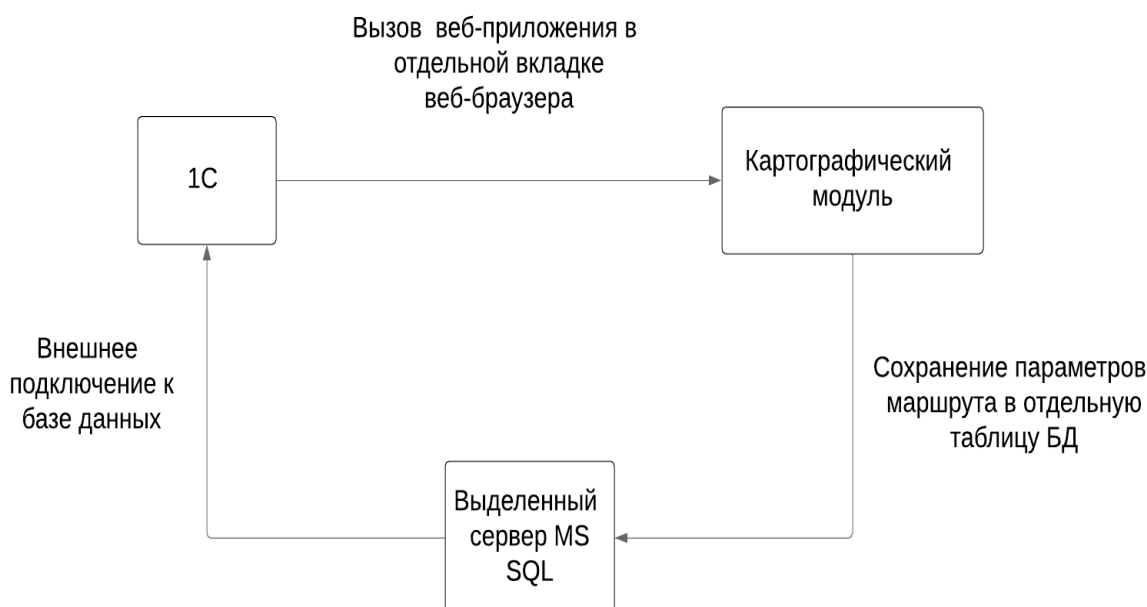 Вызов веб-приложения в
отдельной вкладке
веб-браузера
1С
Картографический
модуль
Внешнее
подключение к
базе данных
Сохранение параметров
маршрута в отдельную
таблицу БД
Выделенный
сервер MS
SQL